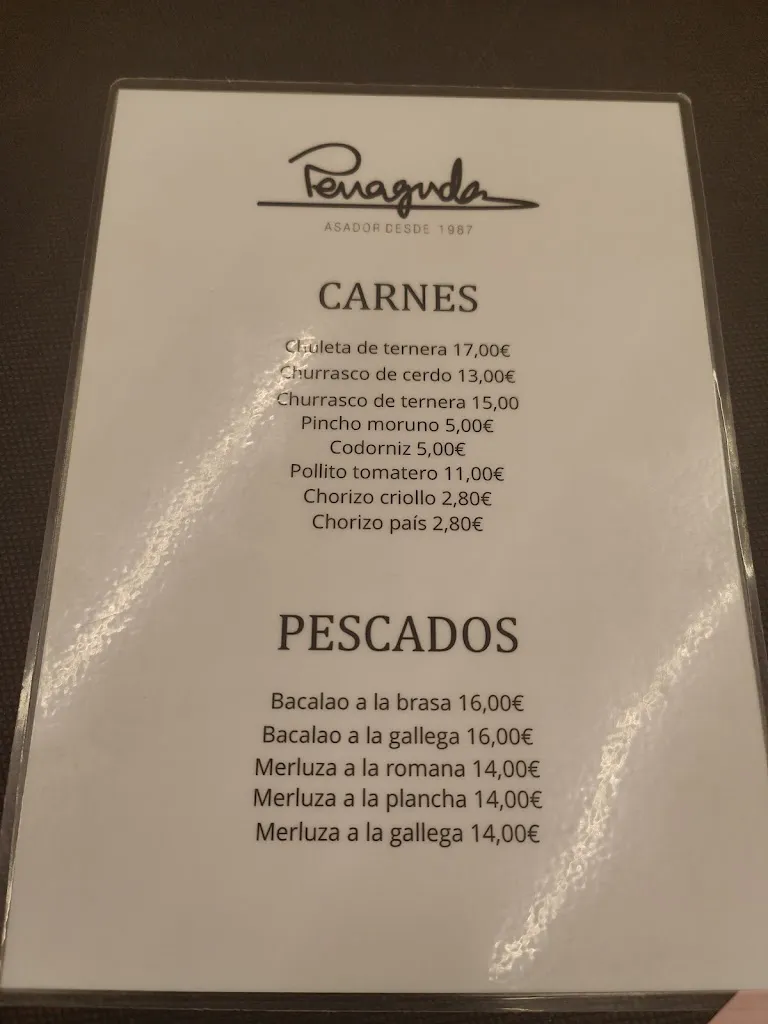 Penaguda
ASADOR DESDE 1987
CARNES
Chuleta de ternera 17,00€
Churrasco de cerdo 13,00€
Churrasco de ternera 15,00
Pincho moruno 5,00€
Codorniz 5,00€
Pollito tomatero 11,00€
Chorizo criollo 2,80€
Chorizo país 2,80€
PESCADOS
Bacalao a la brasa 16,00€
Bacalao a la gallega 16,00€
Merluza a la romana 14,00€
Merluza a la plancha 14,00€
Merluza a la gallega 14,00€